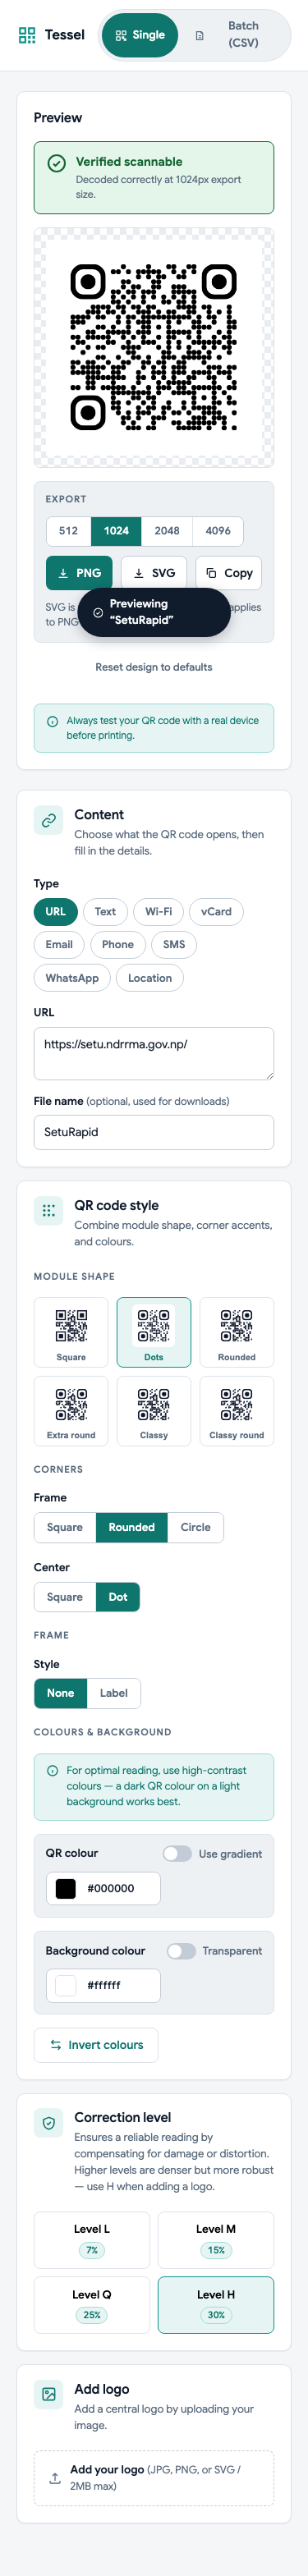 Tessel
Single
Batch
(CSV)
Preview
Verified scannable
Decoded correctly at 1024px export
size.
EXPORT
512 1024 2048 4096
PNG SVG Copy
SVG is
applies
to PNG
Previewing
“SetuRapid”
Reset design to defaults
Always test your QR code with a real device
before printing.
Content
Choose what the QR code opens, then
fill in the details.
Type
URL Text Wi-Fi vCard
Email Phone SMS
WhatsApp Location
URL
https://setu.ndrrma.gov.np/
File name (optional, used for downloads)
SetuRapid
QR code style
Combine module shape, corner accents,
and colours.
MODULE SHAPE
Square Dots Rounded
Extra round Classy Classy round
CORNERS
Frame
Square Rounded Circle
Center
Square Dot
FRAME
Style
None Label
COLOURS & BACKGROUND
For optimal reading, use high-contrast
colours — a dark QR colour on a light
background works best.
QR colour Use gradient
#000000
Background colour Transparent
#ffffff
Invert colours
Correction level
Ensures a reliable reading by
compensating for damage or distortion.
Higher levels are denser but more robust
— use H when adding a logo.
Level L Level M
7% 15%
Level Q Level H
25% 30%
Add logo
Add a central logo by uploading your
image.
Add your logo (JPG, PNG, or SVG /
2MB max)